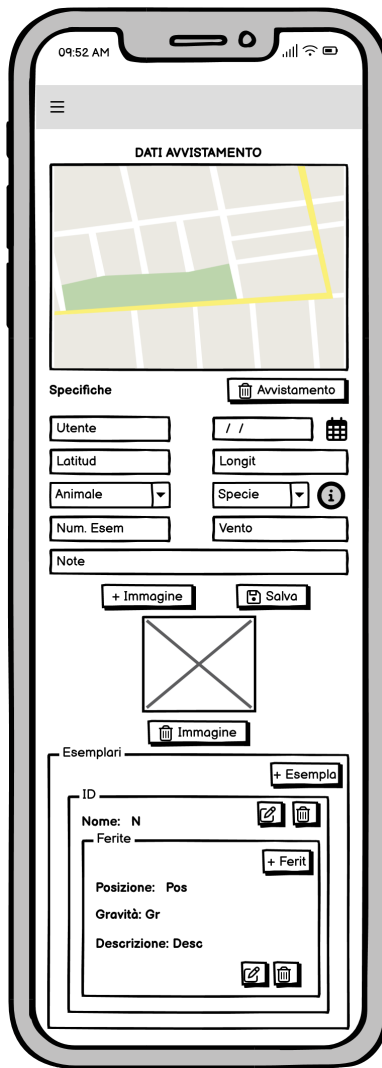 09:52 AM
DATI AVVISTAMENTO
Specifiche
Avvistamento
Utente
/ /
Latitud
Longit
Animale
Specie
i
Num. Esem
Vento
Note
+ Immagine
Salva
Immagine
Esemplari
+ Esempla
ID
Nome: N
Ferite
+ Ferit
Posizione: Pos
Gravità: Gr
Descrizione: Desc